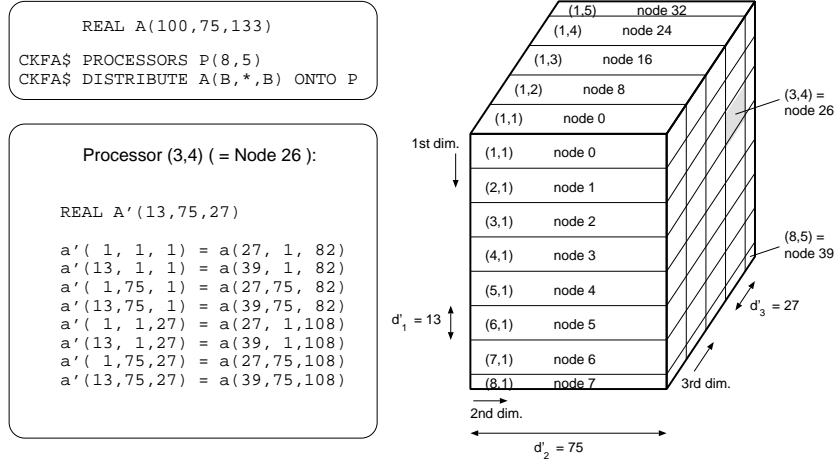 REAL A(100,75,133)
CKFA$ PROCESSORS P(8,5)
CKFA$ DISTRIBUTE A(B,*,B) ONTO P
Processor (3,4) ( = Node 26 ):
REAL A'(13,75,27)
a'( 1, 1, 1) = a(27, 1, 82)
a'(13, 1, 1) = a(39, 1, 82)
a'( 1,75, 1) = a(27,75, 82)
a'(13,75, 1) = a(39,75, 82)
a'( 1, 1,27) = a(27, 1,108)
a'(13, 1,27) = a(39, 1,108)
a'( 1,75,27) = a(27,75,108)
a'(13,75,27) = a(39,75,108)
(1,5) node 32
(1,4) node 24
(1,3) node 16
(1,2) node 8
(1,1) node 0
(3,4) =
node 26
1st dim.
(1,1) node 0
(2,1) node 1
(3,1) node 2
(4,1) node 3
(5,1) node 4
(6,1) node 5
(7,1) node 6
(8,1) node 7
(8,5) =
node 39
d'1 = 13
d'3 = 27
3rd dim.
2nd dim.
d'2 = 75